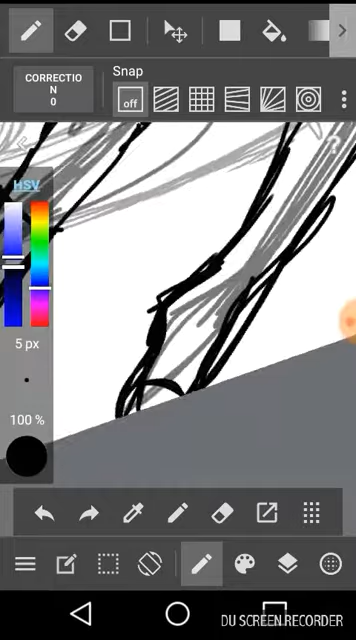 Snap
CORRECTIO
N
0
off
HSV
5 px
100 %
DU SCREEN RECORDER